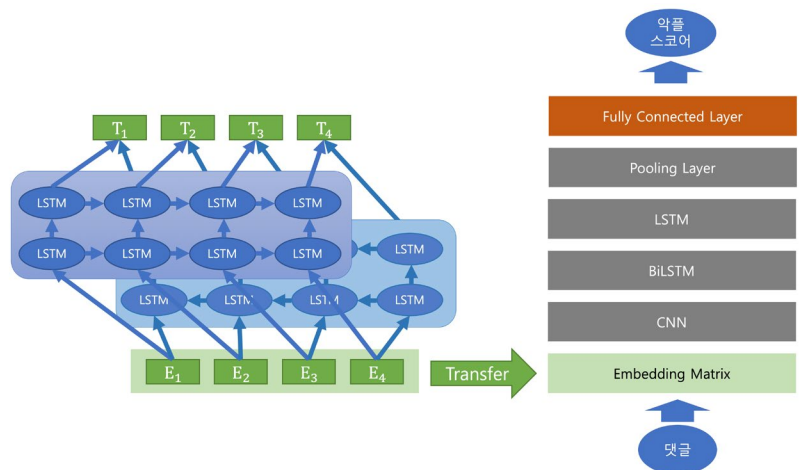 악플
스코어
Fully Connected Layer
Pooling Layer
LSTM
BiLSTM
CNN
Embedding Matrix
댓글
T1 T2 T3 T4
LSTM LSTM LSTM LSTM
LSTM LSTM LSTM LSTM LSTM
LSTM LSTM LSTM LSTM
E1 E2 E3 E4
Transfer